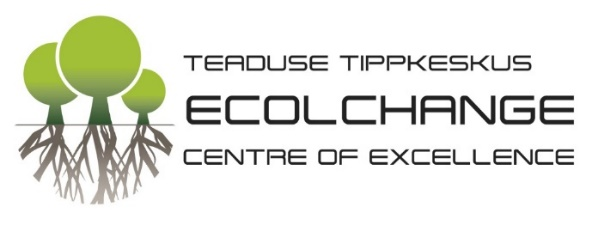 TEADUSE TIPPKESKUS
ECOLCHANGE
CENTRE OF EXCELLENCE